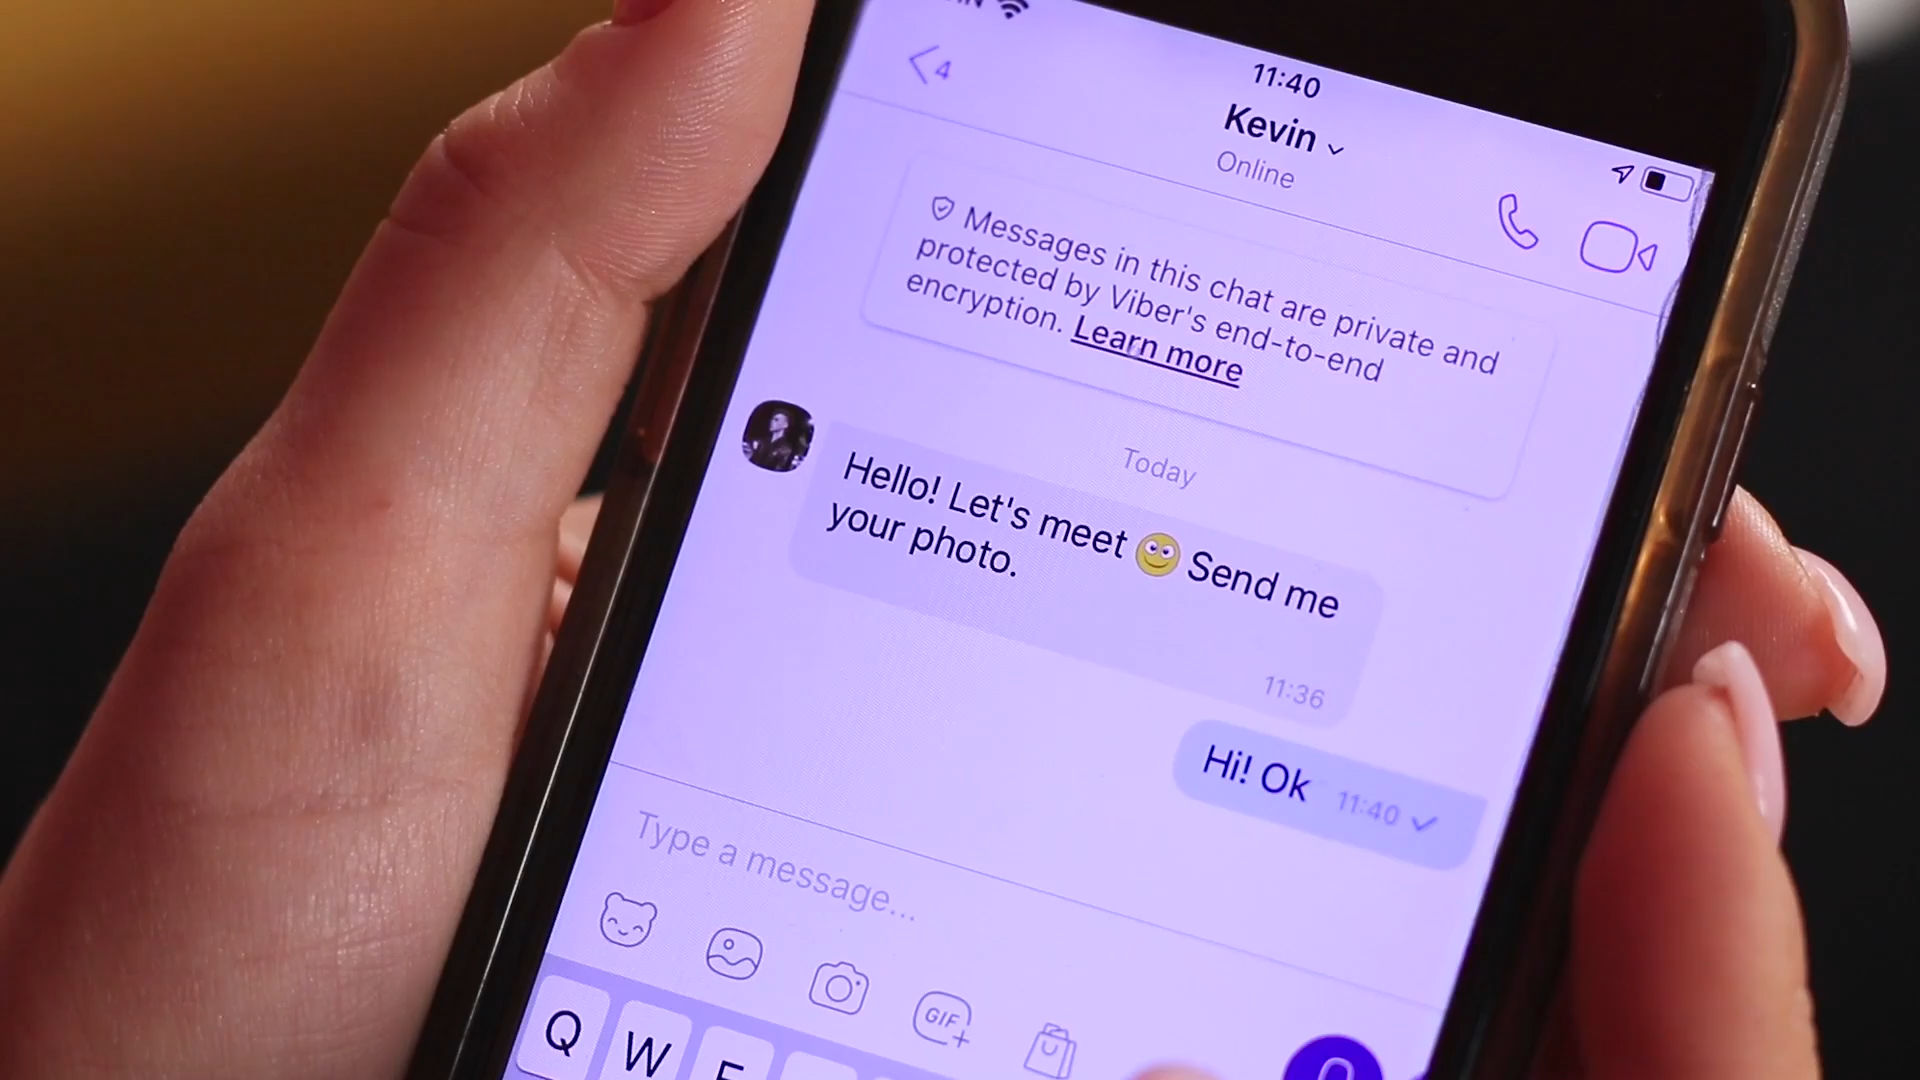 11:40
4
Kevin
Online
Messages in this chat are private and
protected by Viber's end-to-end
encryption. Learn more
Today
Hello! Let's meet Send me
your photo.
11:36
Hi! Ok 11:40
Type a message...
GIF
Q W